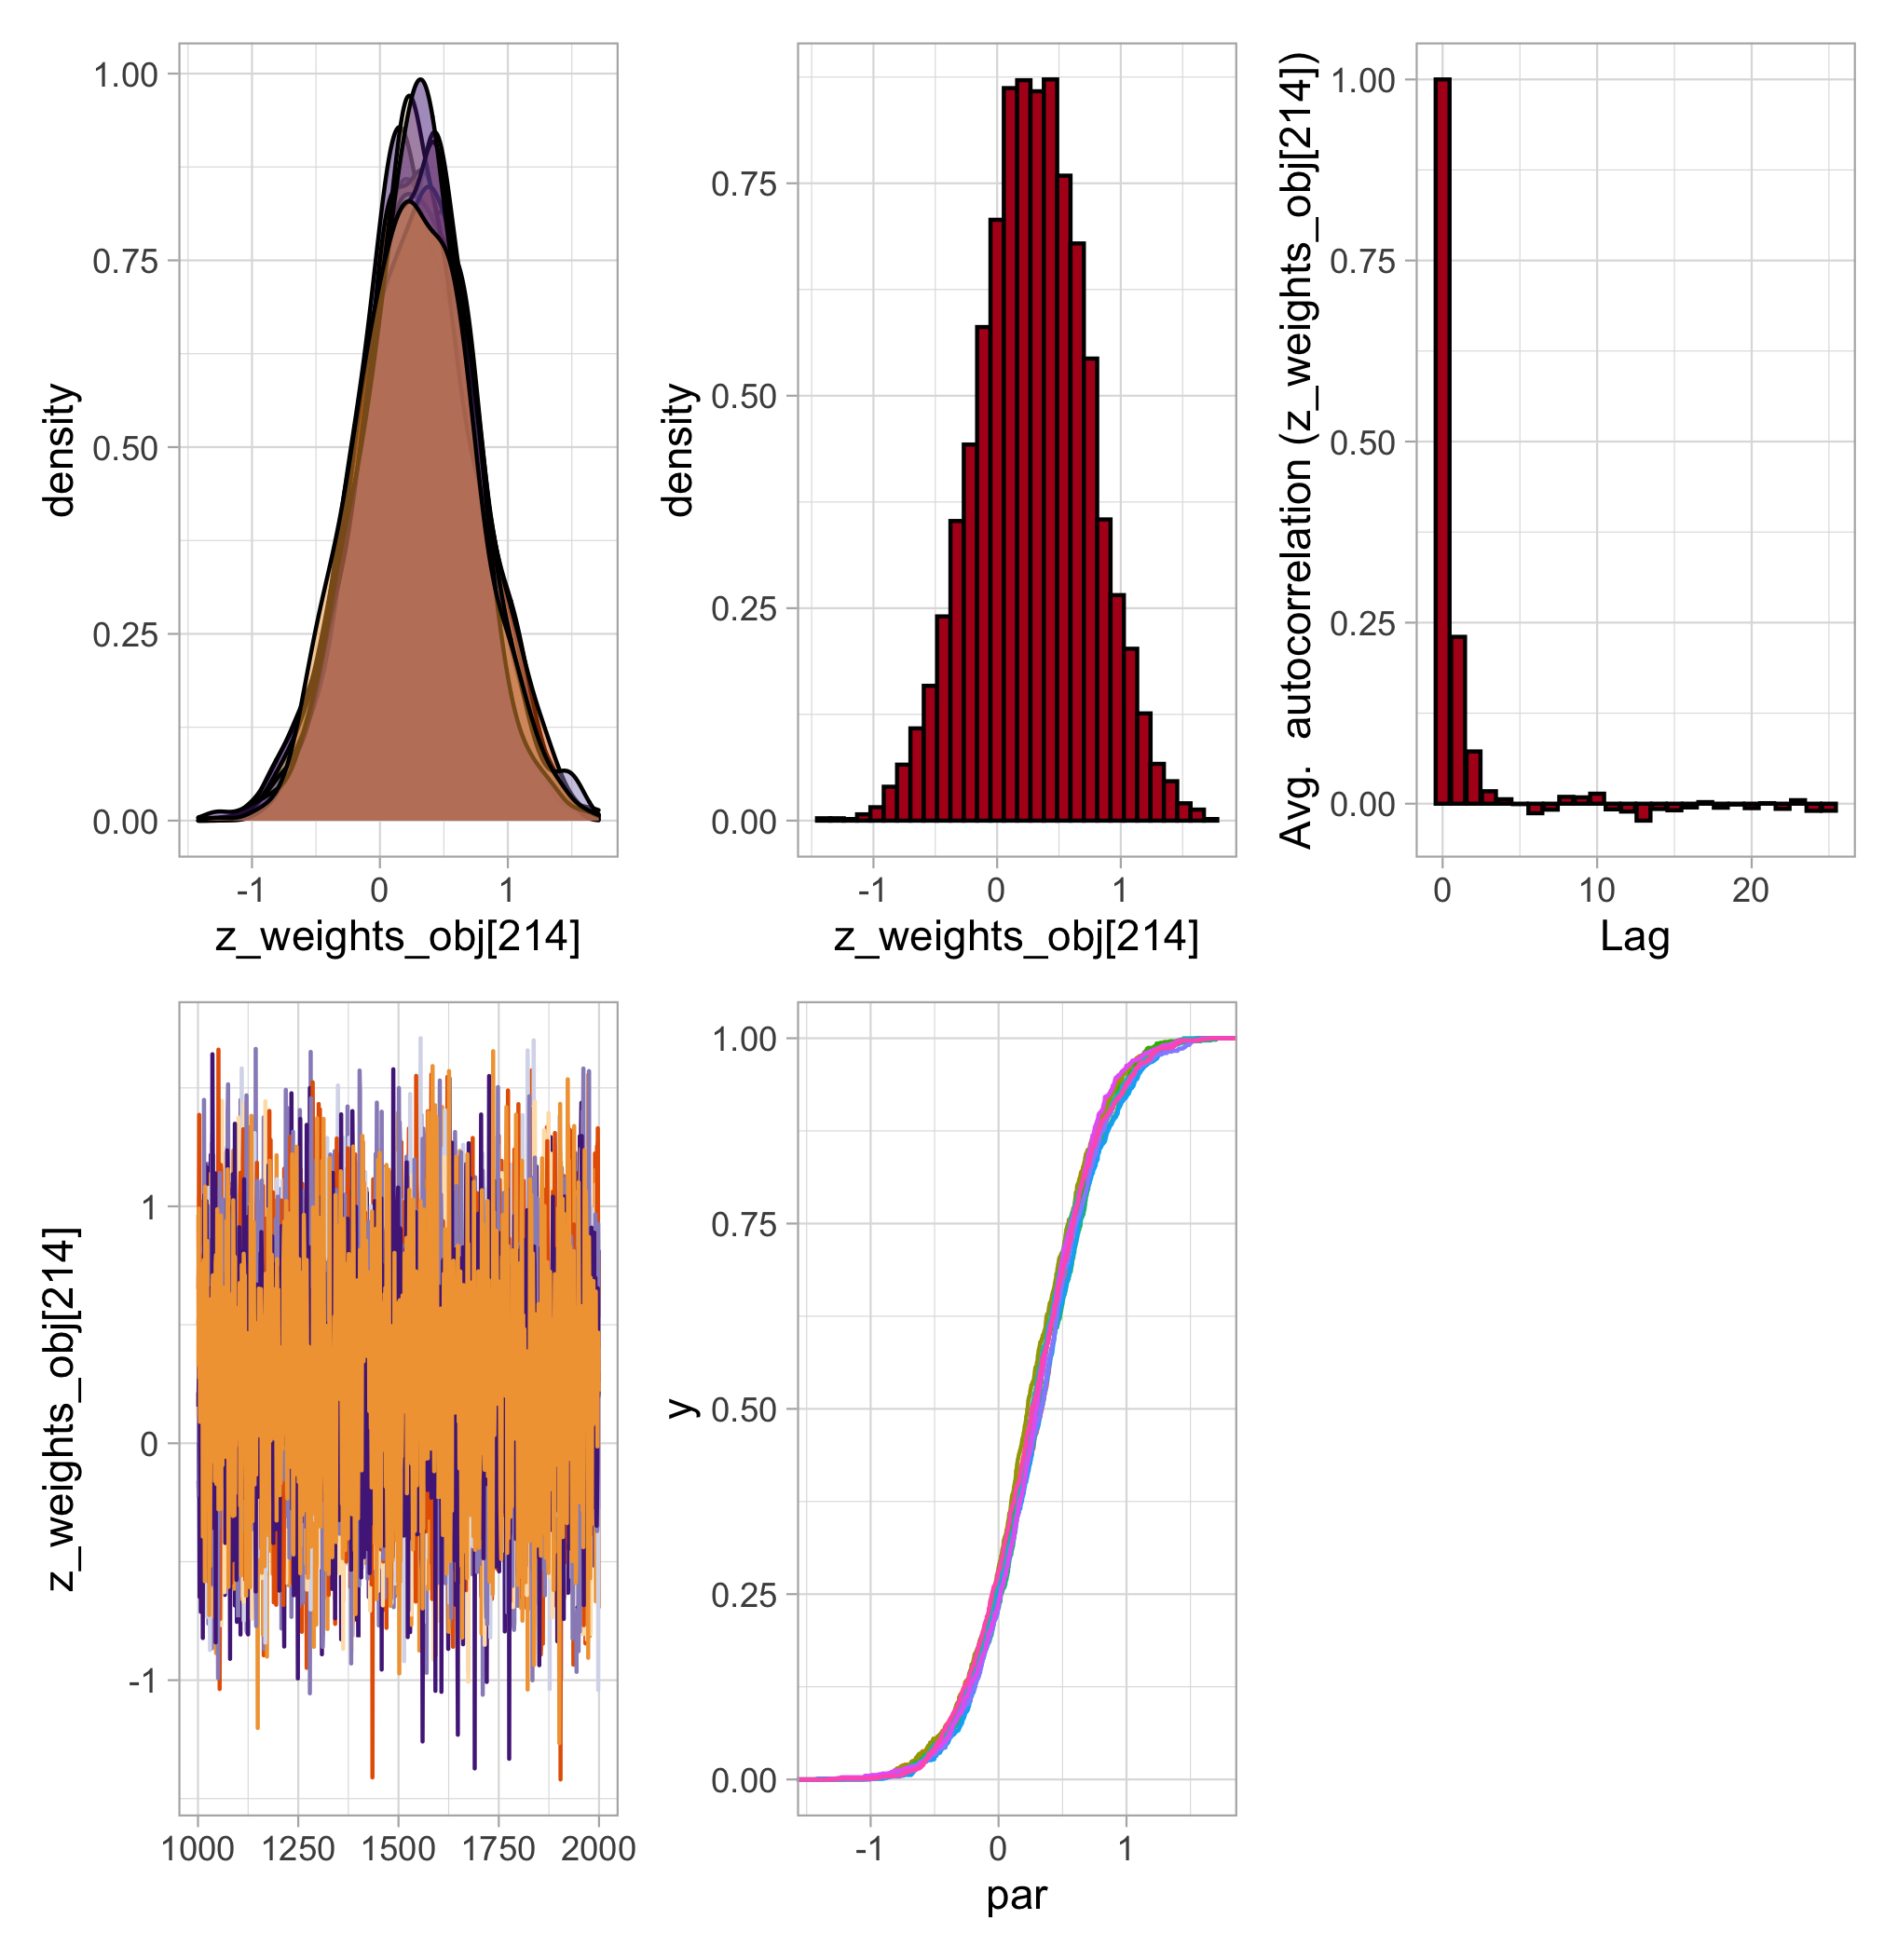 density
1.00
0.75
0.50
0.25
0.00
-1 0 1
z_weights_obj[214]
density
0.75
0.50
0.25
0.00
-1 0 1
z_weights_obj[214]
Avg. autocorrelation (z_weights_obj[214])
1.00
0.75
0.50
0.25
0.00
0 10 20
Lag
z_weights_obj[214]
1
0
-1
1000 1250 1500 1750 2000
y
1.00
0.75
0.50
0.25
0.00
-1 0 1
par